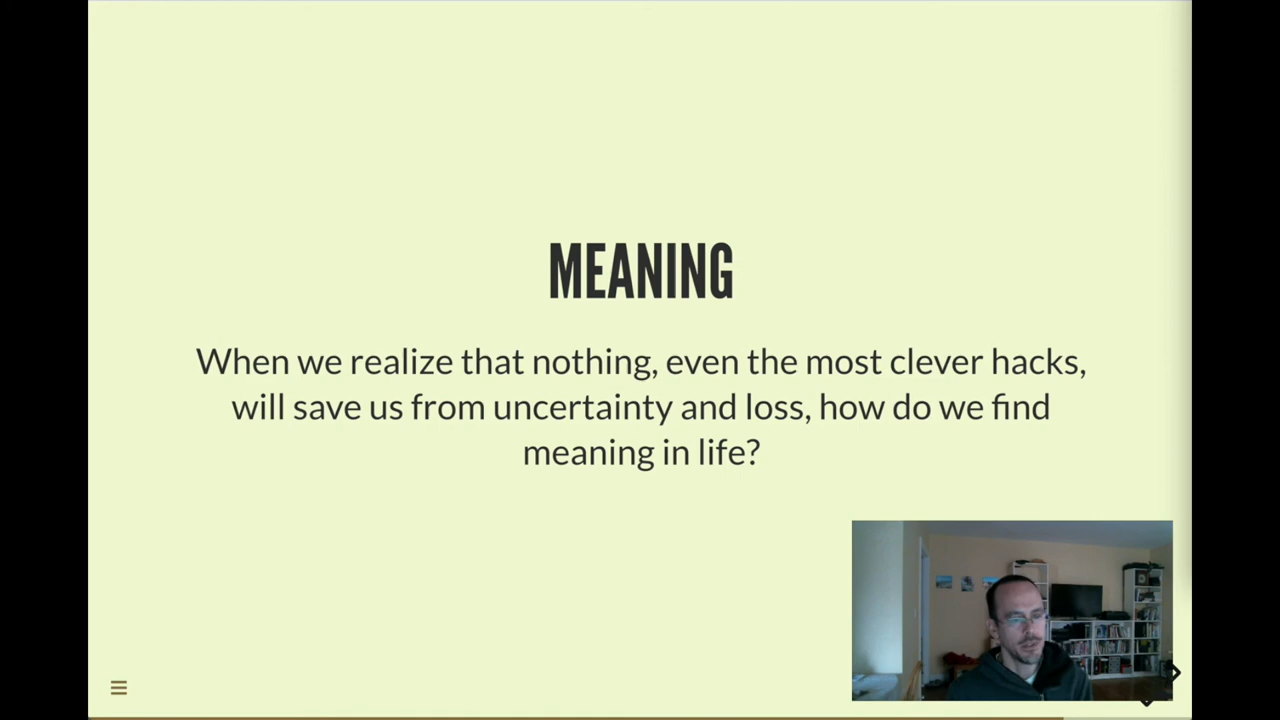 MEANING
When we realize that nothing, even the most clever hacks,
will save us from uncertainty and loss, how do we find
meaning in life?